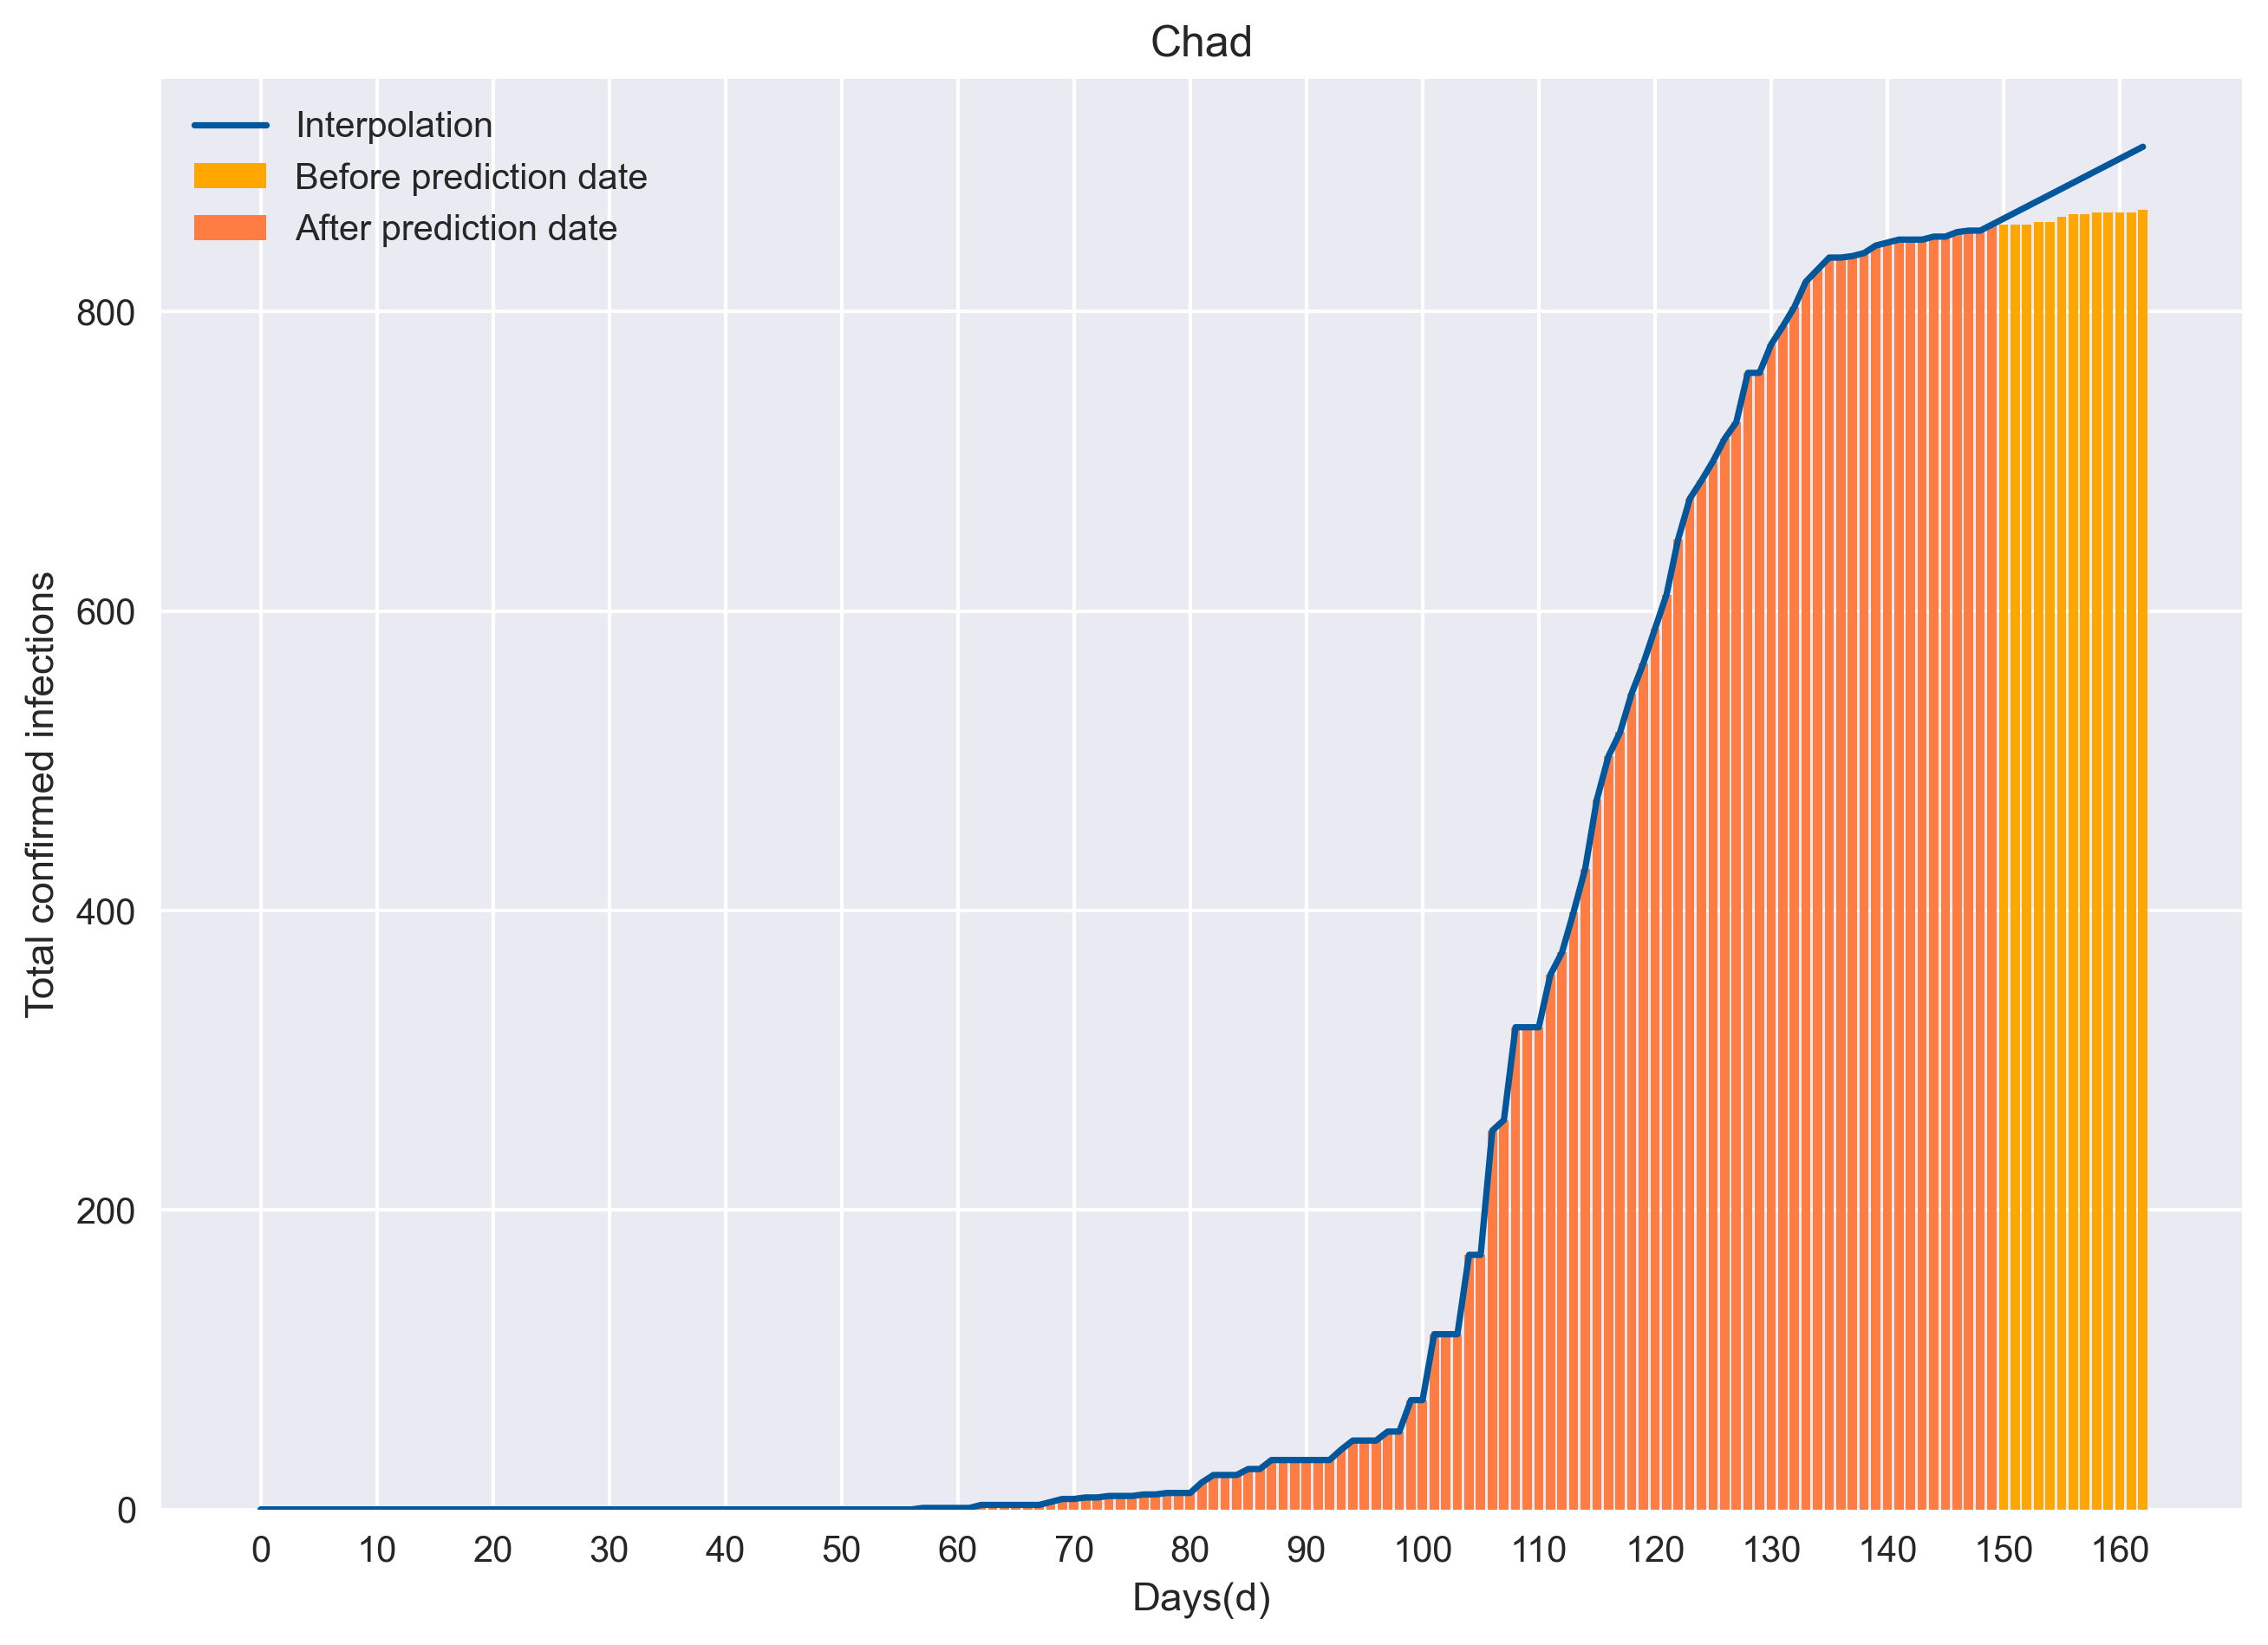 Chad
Interpolation
Before prediction date
After prediction date
Total confirmed infections
800
600
400
200
0
0 10 20 30 40 50 60 70 80 90 100 110 120 130 140 150 160
Days(d)